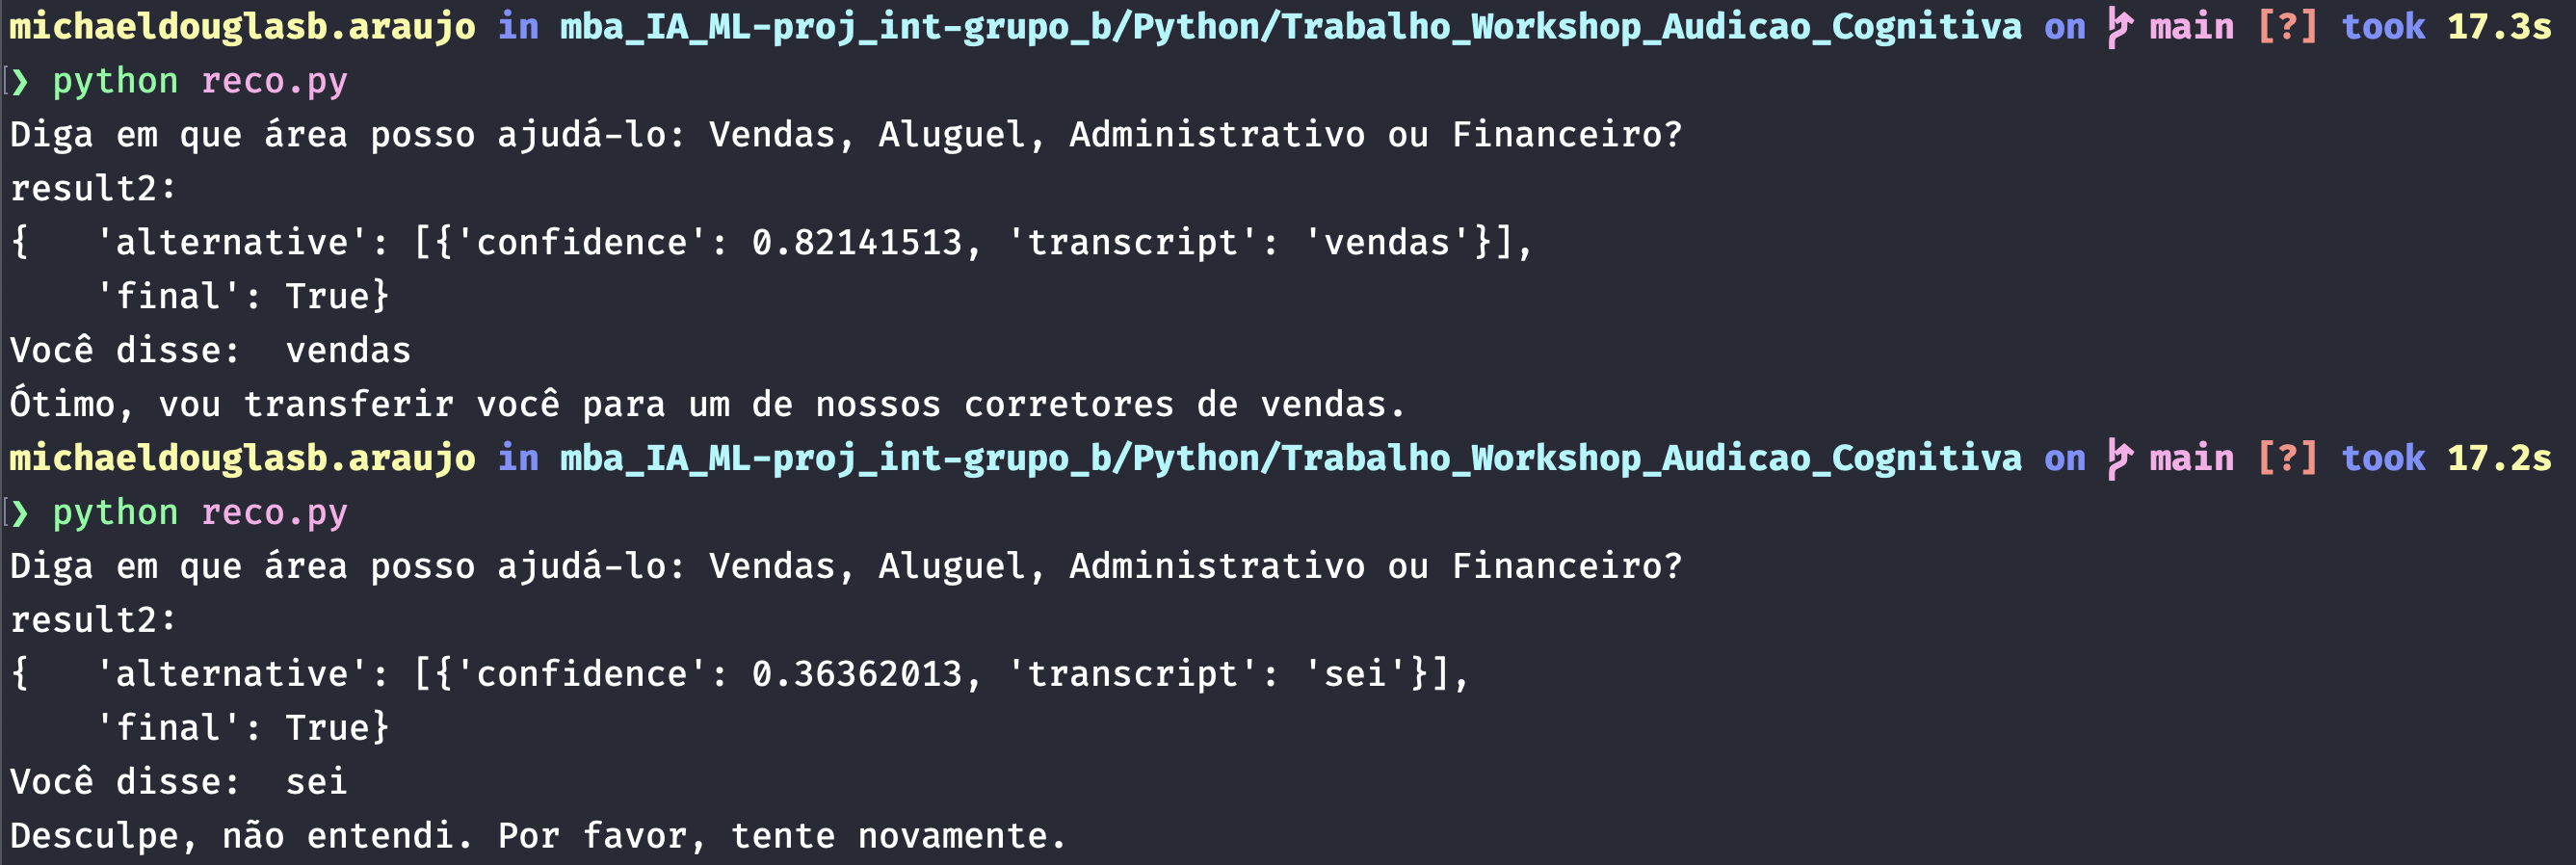 michaeldouglasb.araujo in mba_IA_ML-proj_int-grupo_b/Python/Trabalho_Workshop_Audicao_Cognitiva on main [?] took 17.3s
❯ python reco.py
Diga em que área posso ajudá-lo: Vendas, Aluguel, Administrativo ou Financeiro?
result2:
{   'alternative': [{'confidence': 0.82141513, 'transcript': 'vendas'}],
    'final': True}
Você disse:  vendas
Ótimo, vou transferir você para um de nossos corretores de vendas.
michaeldouglasb.araujo in mba_IA_ML-proj_int-grupo_b/Python/Trabalho_Workshop_Audicao_Cognitiva on main [?] took 17.2s
❯ python reco.py
Diga em que área posso ajudá-lo: Vendas, Aluguel, Administrativo ou Financeiro?
result2:
{   'alternative': [{'confidence': 0.36362013, 'transcript': 'sei'}],
    'final': True}
Você disse:  sei
Desculpe, não entendi. Por favor, tente novamente.